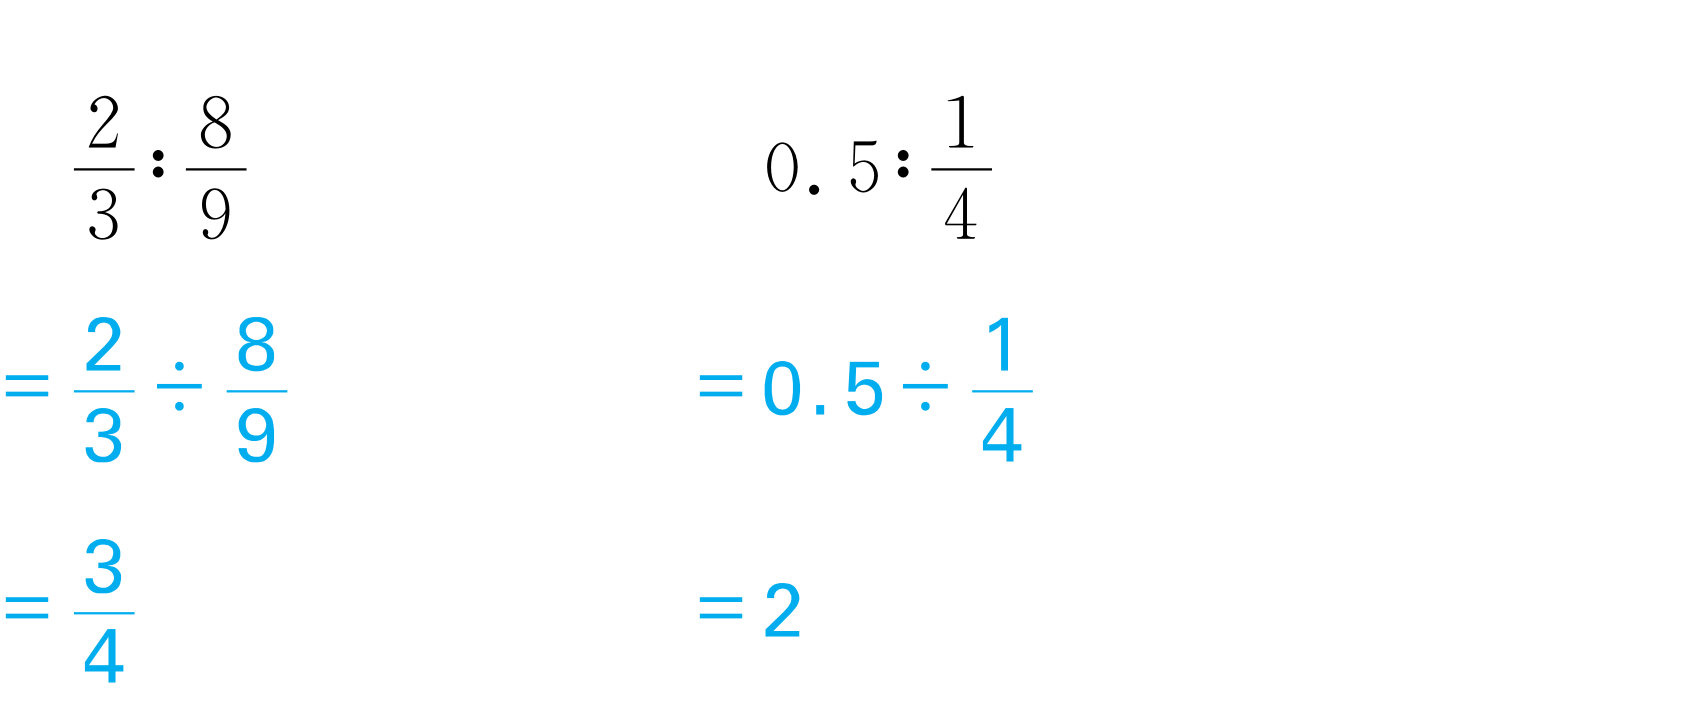 2/3 : 8/9
= 2/3 ÷ 8/9
= 3/4
0.5 : 1/4
= 0.5 ÷ 1/4
= 2